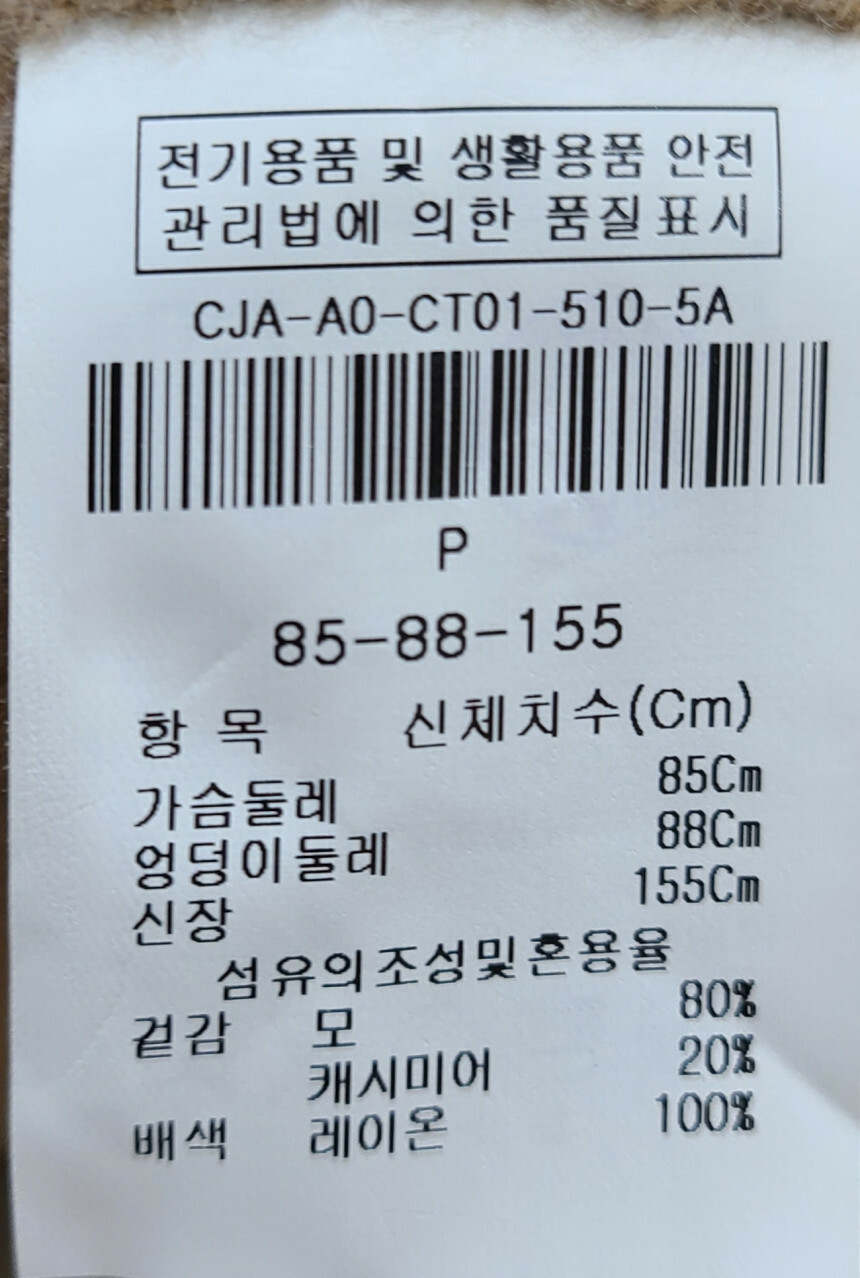 전기용품 및 생활용품 안전
관리법에 의한 품질표시
CJA-A0-CT01-510-5A
P
85-88-155
항 목 신체치수(Cm)
가슴둘레 85Cm
엉덩이둘레 88Cm
신장 155Cm
섬유의조성및혼용율
겉감 모 80%
캐시미어 20%
배색 레이온 100%